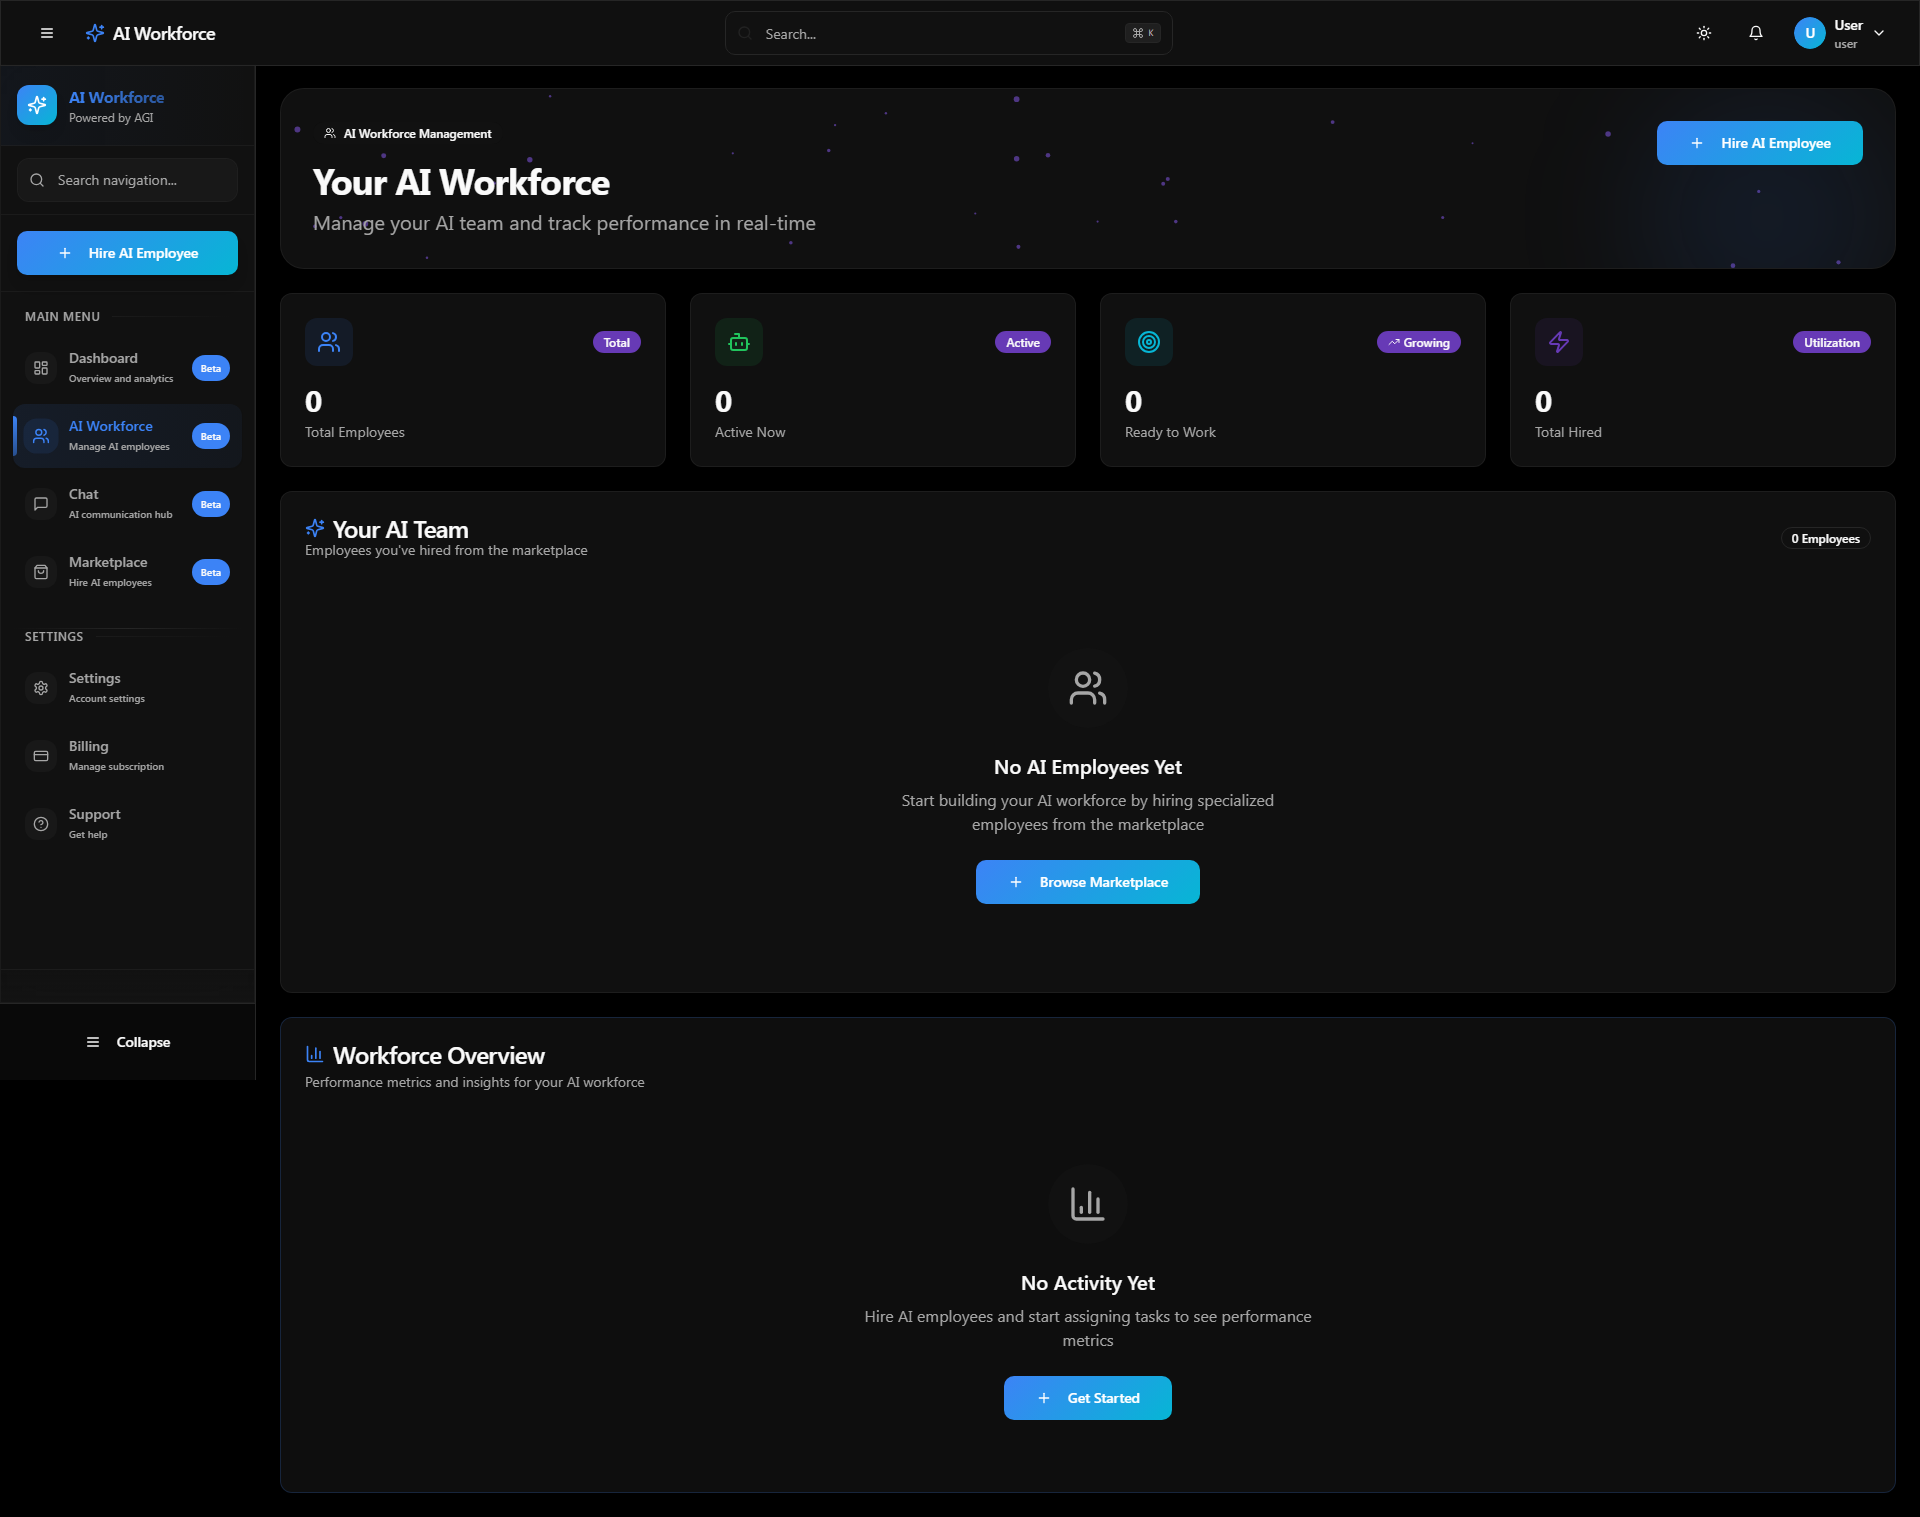 AI Workforce
Search...
⌘ K
U
User
user
AI Workforce
Powered by AGI
Search navigation...
+ Hire AI Employee
MAIN MENU
Dashboard
Overview and analytics
Beta
AI Workforce
Manage AI employees
Beta
Chat
AI communication hub
Beta
Marketplace
Hire AI employees
Beta
SETTINGS
Settings
Account settings
Billing
Manage subscription
Support
Get help
Collapse
AI Workforce Management
Your AI Workforce
Manage your AI team and track performance in real-time
+ Hire AI Employee
Total
0
Total Employees
Active
0
Active Now
Growing
0
Ready to Work
Utilization
0
Total Hired
Your AI Team
Employees you've hired from the marketplace
0 Employees
No AI Employees Yet
Start building your AI workforce by hiring specialized
employees from the marketplace
+ Browse Marketplace
Workforce Overview
Performance metrics and insights for your AI workforce
No Activity Yet
Hire AI employees and start assigning tasks to see performance
metrics
+ Get Started